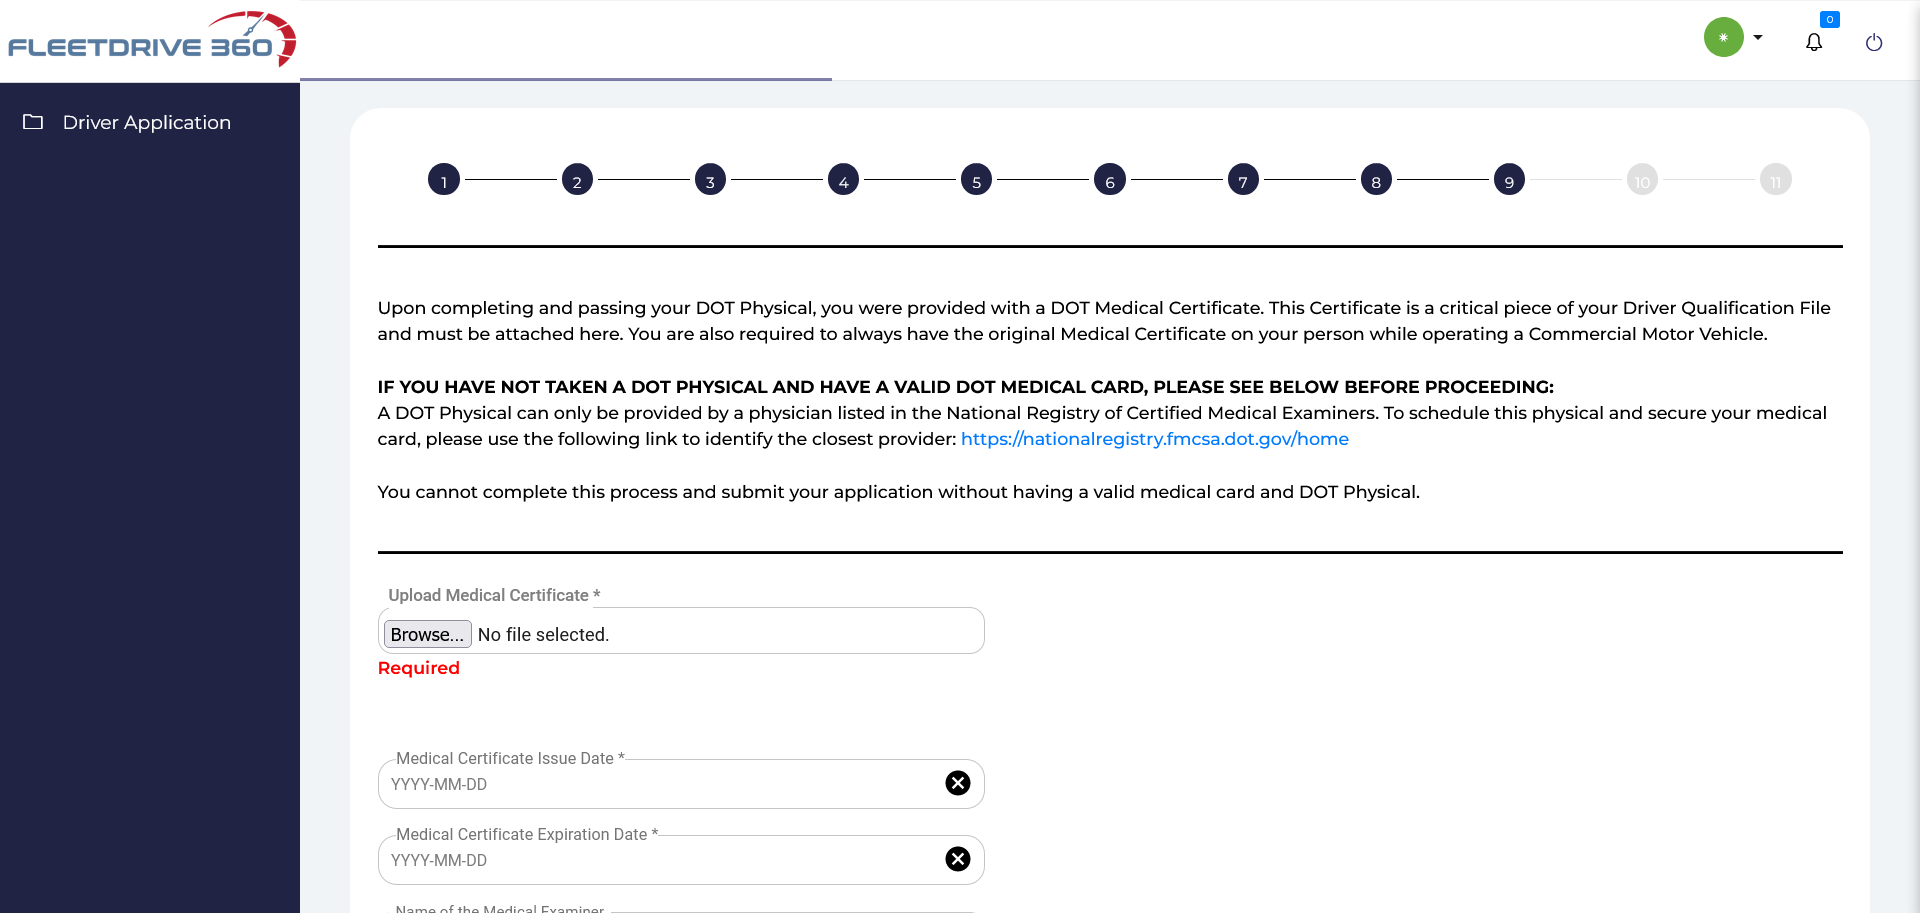 FLEETDRIVE 360
0
Driver Application
1 2 3 4 5 6 7 8 9 10 11
Upon completing and passing your DOT Physical, you were provided with a DOT Medical Certificate. This Certificate is a critical piece of your Driver Qualification File
and must be attached here. You are also required to always have the original Medical Certificate on your person while operating a Commercial Motor Vehicle.
IF YOU HAVE NOT TAKEN A DOT PHYSICAL AND HAVE A VALID DOT MEDICAL CARD, PLEASE SEE BELOW BEFORE PROCEEDING:
A DOT Physical can only be provided by a physician listed in the National Registry of Certified Medical Examiners. To schedule this physical and secure your medical
card, please use the following link to identify the closest provider: https://nationalregistry.fmcsa.dot.gov/home
You cannot complete this process and submit your application without having a valid medical card and DOT Physical.
Upload Medical Certificate *
Browse... No file selected.
Required
Medical Certificate Issue Date *
YYYY-MM-DD
Medical Certificate Expiration Date *
YYYY-MM-DD
Name of the Medical Examiner